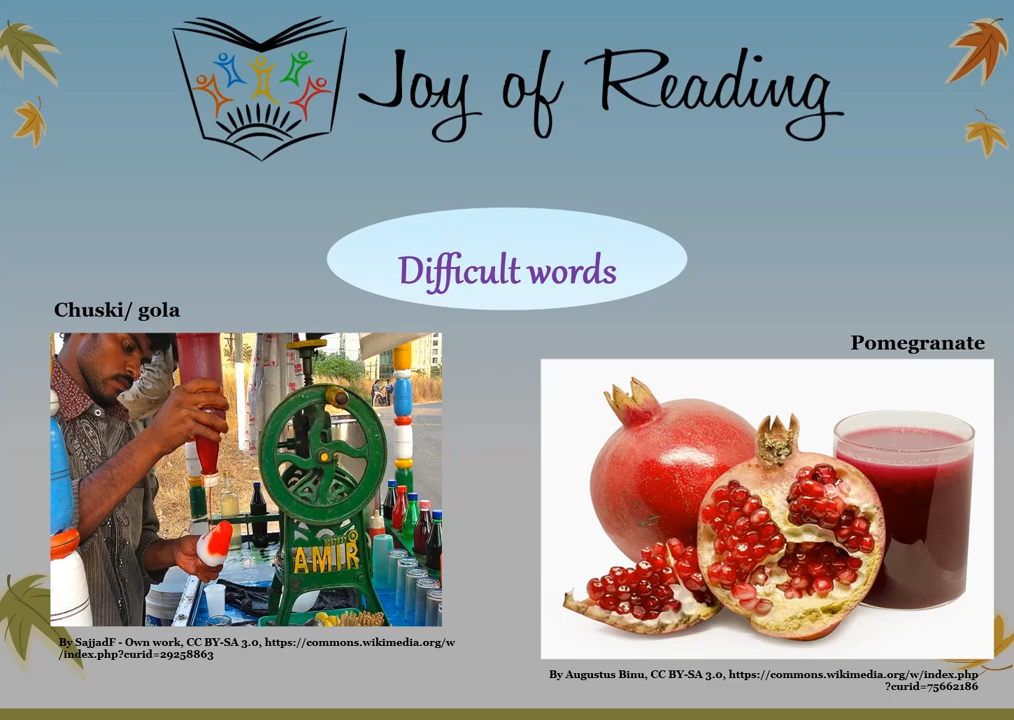 Joy of Reading
Difficult words
Chuski/ gola
Pomegranate
AMIR
By SajjadF - Own work, CC BY-SA 3.0, https://commons.wikimedia.org/w
/index.php?curid=29258863
By Augustus Binu, CC BY-SA 3.0, https://commons.wikimedia.org/w/index.php
?curid=75662186